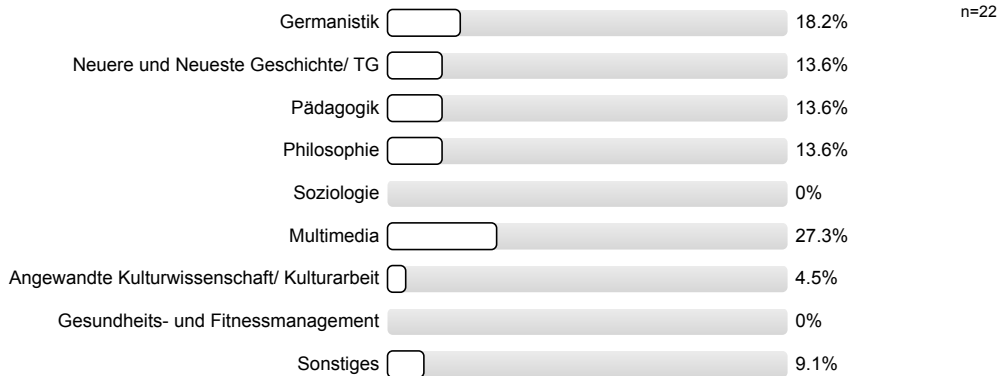 Germanistik 18.2% n=22
Neuere und Neueste Geschichte/ TG 13.6%
Pädagogik 13.6%
Philosophie 13.6%
Soziologie 0%
Multimedia 27.3%
Angewandte Kulturwissenschaft/ Kulturarbeit 4.5%
Gesundheits- und Fitnessmanagement 0%
Sonstiges 9.1%